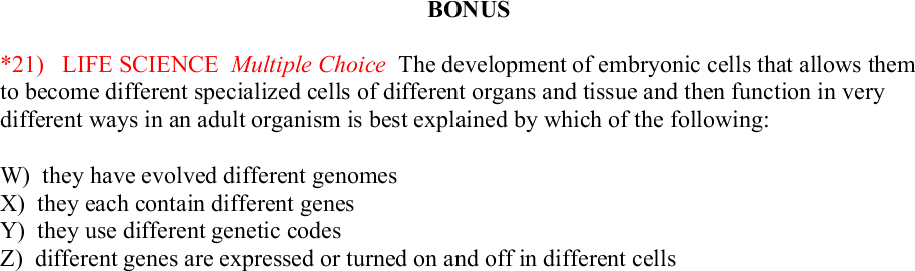 BONUS
*21) LIFE SCIENCE Multiple Choice The development of embryonic cells that allows them
to become different specialized cells of different organs and tissue and then function in very
different ways in an adult organism is best explained by which of the following:
W) they have evolved different genomes
X) they each contain different genes
Y) they use different genetic codes
Z) different genes are expressed or turned on and off in different cells